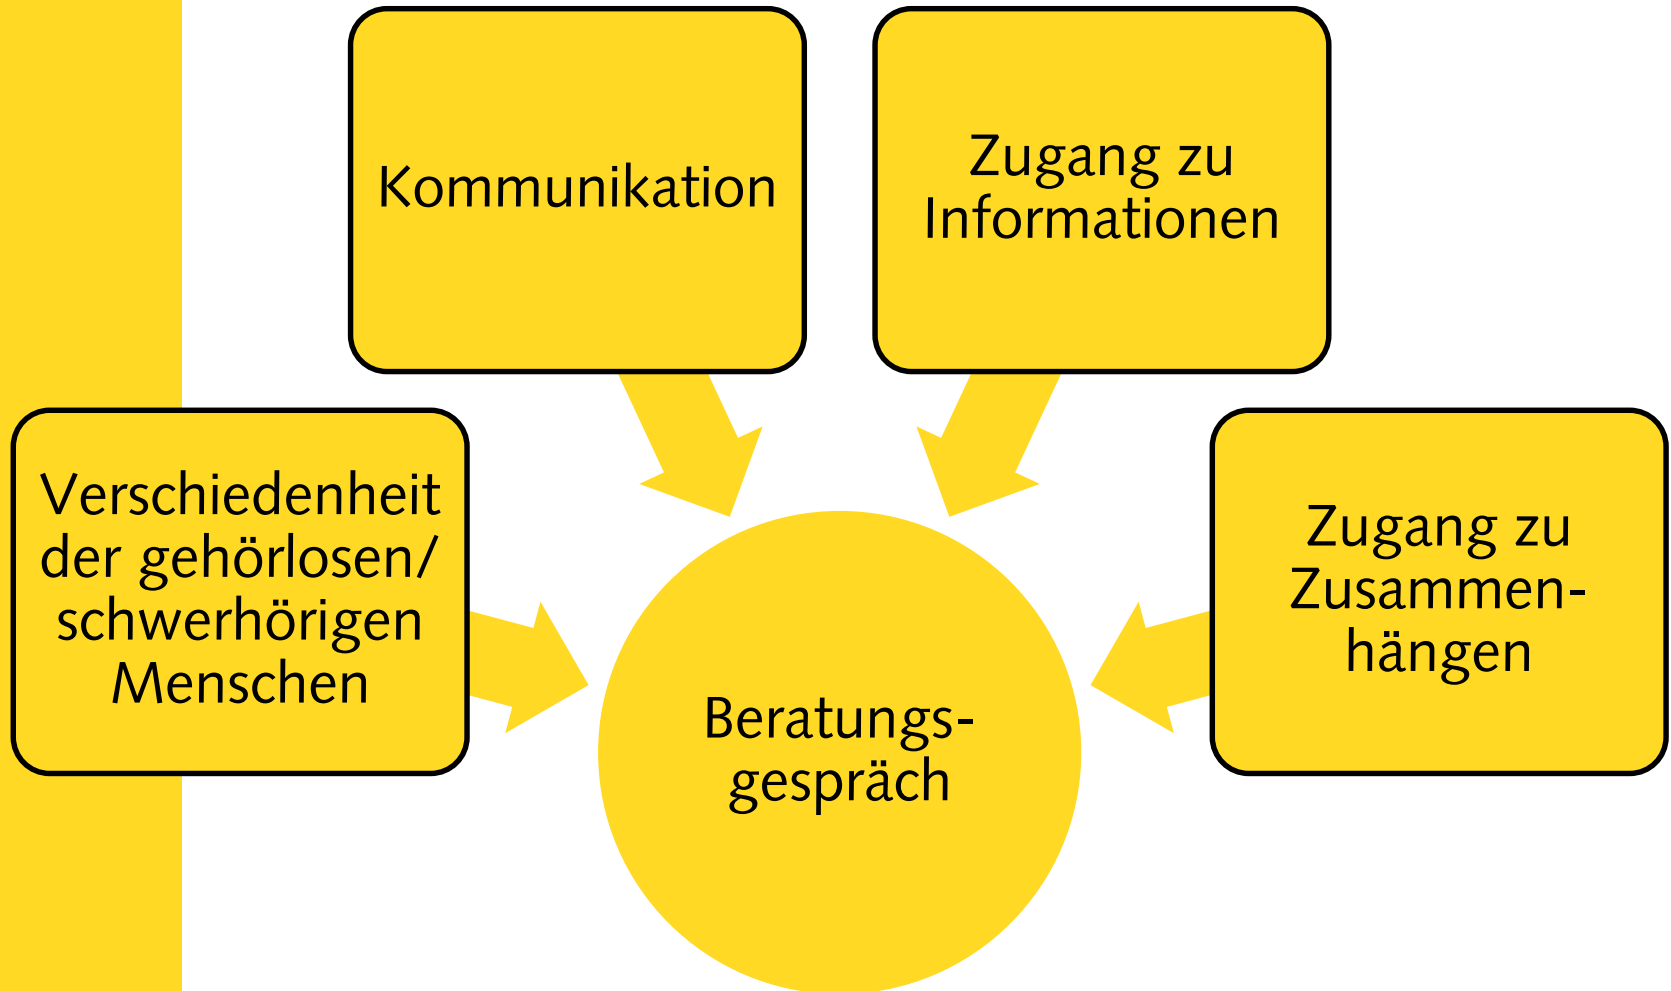 Kommunikation
Zugang zu
Informationen
Verschiedenheit
der gehörlosen/
schwerhörigen
Menschen
Zugang zu
Zusammen-
hängen
Beratungs-
gespräch